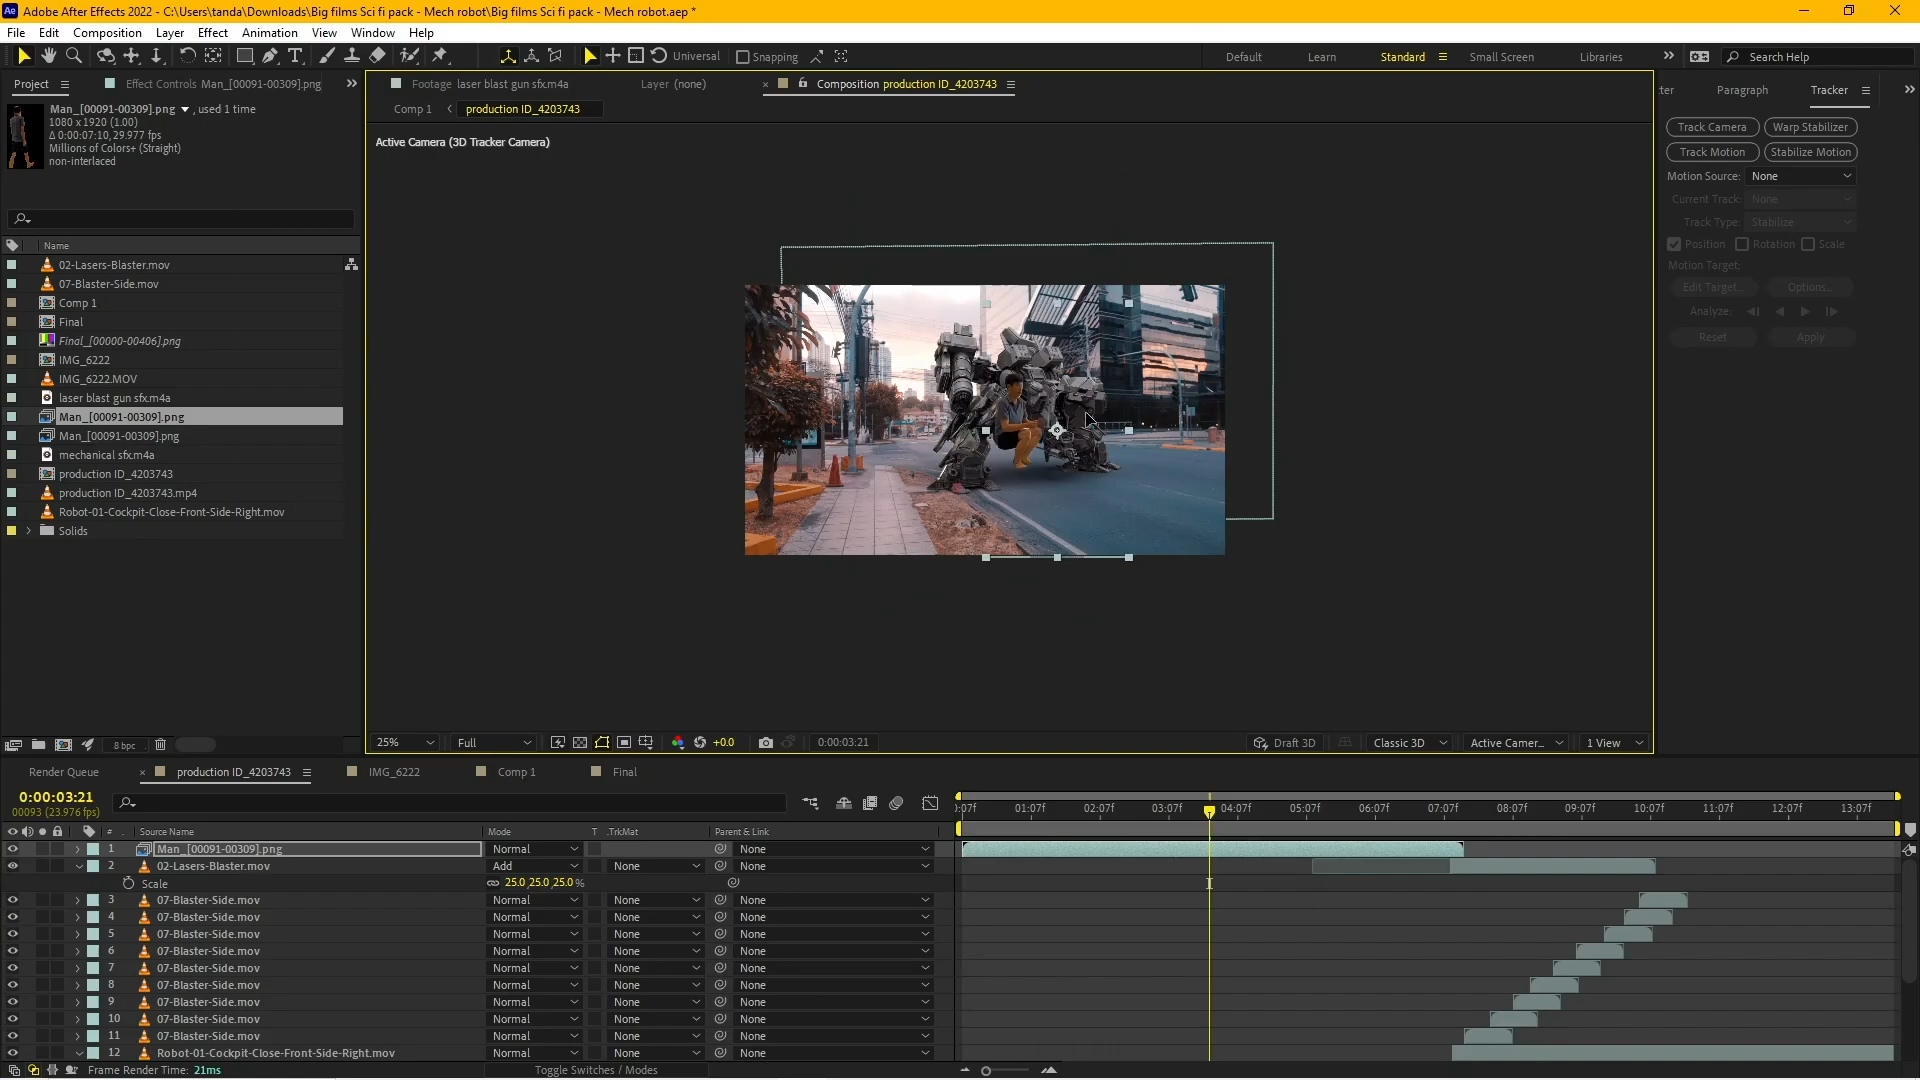 Ae Adobe After Effects 2022 - C:\Users\tanda\Downloads\Big films Sci fi pack - Mech robot\Big films Sci fi pack - Mech robot.aep *
File Edit Composition Layer Effect Animation View Window Help
Universal Snapping Default Learn Standard Small Screen Libraries Search Help
Project Effect Controls Man_[00091-00309].png
Footage laser blast gun sfx.m4a Layer (none) Composition production ID_4203743
Paragraph Tracker
Man_[00091-00309].png , used 1 time
1080 x 1920 (1.00)
Δ 0:00:07:10, 29.977 fps
Millions of Colors+ (Straight)
non-interlaced
Comp 1 production ID_4203743
Active Camera (3D Tracker Camera)
Track Camera Warp Stabilizer
Track Motion Stabilize Motion
Motion Source: None
Current Track: None
Track Type: Stabilize
Position Rotation Scale
Motion Target:
Edit Target... Options...
Analyze:
Reset Apply
Name
02-Lasers-Blaster.mov
07-Blaster-Side.mov
Comp 1
Final
Final_[00000-00406].png
IMG_6222
IMG_6222.MOV
laser blast gun sfx.m4a
Man_[00091-00309].png
Man_[00091-00309].png
mechanical sfx.m4a
production ID_4203743
production ID_4203743.mp4
Robot-01-Cockpit-Close-Front-Side-Right.mov
Solids
8 bpc
25% Full +0.0 0:00:03:21 Draft 3D Classic 3D Active Camer... 1 View
Render Queue production ID_4203743 IMG_6222 Comp 1 Final
0:00:03:21
00093 (23.976 fps)
:07f 01:07f 02:07f 03:07f 04:07f 05:07f 06:07f 07:07f 08:07f 09:07f 10:07f 11:07f 12:07f 13:07f
# Source Name Mode T .TrkMat Parent & Link
1 Man_[00091-00309].png Normal None
2 02-Lasers-Blaster.mov Add None None
Scale 25.0,25.0,25.0 %
3 07-Blaster-Side.mov Normal None None
4 07-Blaster-Side.mov Normal None None
5 07-Blaster-Side.mov Normal None None
6 07-Blaster-Side.mov Normal None None
7 07-Blaster-Side.mov Normal None None
8 07-Blaster-Side.mov Normal None None
9 07-Blaster-Side.mov Normal None None
10 07-Blaster-Side.mov Normal None None
11 07-Blaster-Side.mov Normal None None
12 Robot-01-Cockpit-Close-Front-Side-Right.mov Normal None None
Frame Render Time: 21ms Toggle Switches / Modes